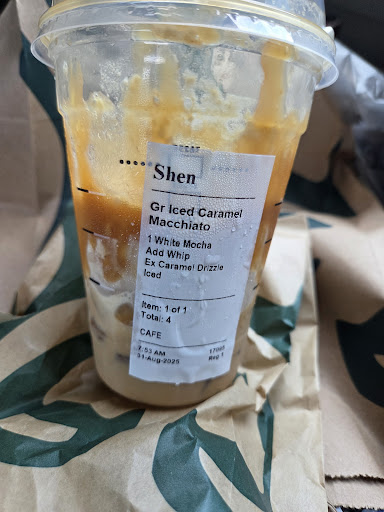 Shen
Gr Iced Caramel
Macchiato
1 White Mocha
Add Whip
Ex Caramel Drizzle
Iced
Item: 1 of 1
Total: 4
CAFE
7:53 AM
31-Aug-2025
Reg 1